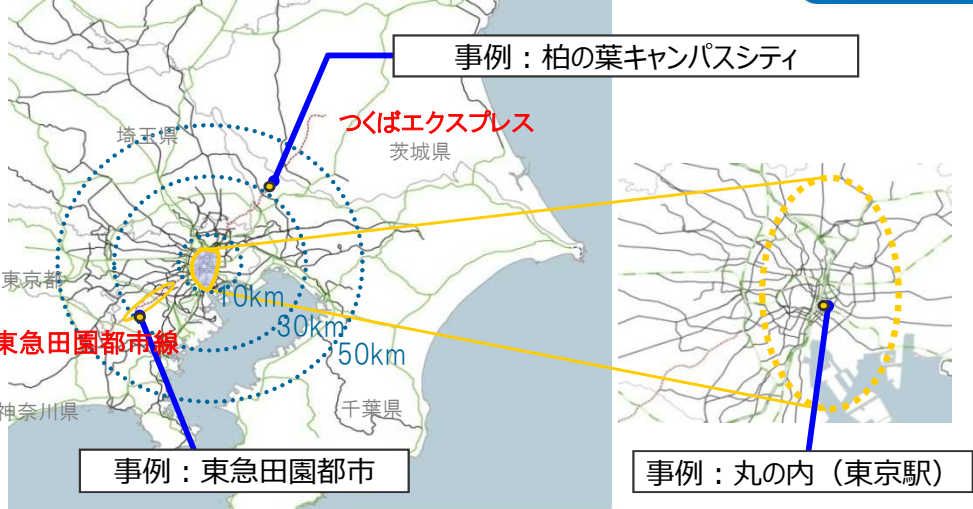 事例：柏の葉キャンパスシティ
つくばエクスプレス
埼玉県
茨城県
東京都
10km
30km
東急田園都市線
50km
千葉県
神奈川県
事例：東急田園都市
事例：丸の内（東京駅）